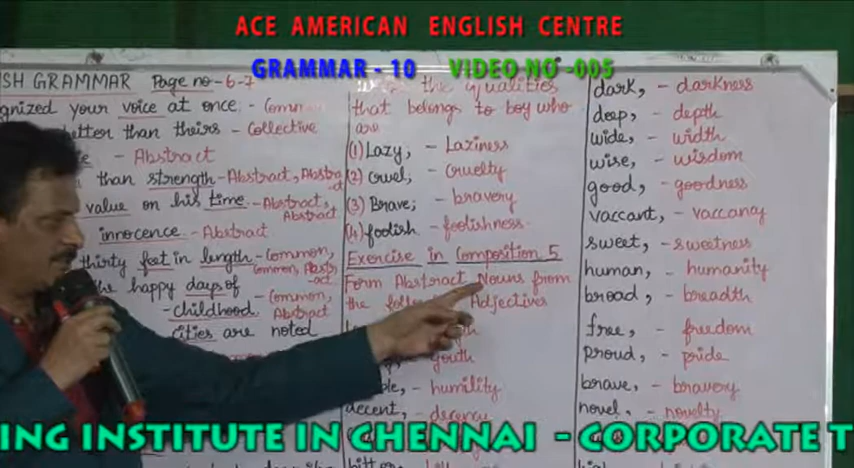 ACE AMERICAN ENGLISH CENTRE
GRAMMAR - 10 VIDEO NO -005
SH GRAMMAR Page no-6-7
gnized your voice at once -
better than theirs - Collective
- Abstract
than strength - Abstract,
value on his time - Abstract,
Abstract
innocence - Abstract
thirty feet in length - Common,
the happy days of
- Common,
-childhood. Abstract
cities are noted
the qualities
that belongs to boy who
are
(1) Lazy; - Laziness
(2) Cruel; - Cruelty
(3) Brave; - bravery
(4) foolish - foolishness
Exercise in Composition 5
Form Abstract Nouns from
the Adjectives
- humility
decent, - decency
dark, - darkness
deep, - depth
wide, - width
wise, - wisdom
good, - goodness
vaccant, - vaccancy
sweet, - sweetness
human, - humanity
broad, - breadth
free, - freedom
proud, - pride
brave, - bravery
novel, - novelty
ING INSTITUTE IN CHENNAI - CORPORATE T